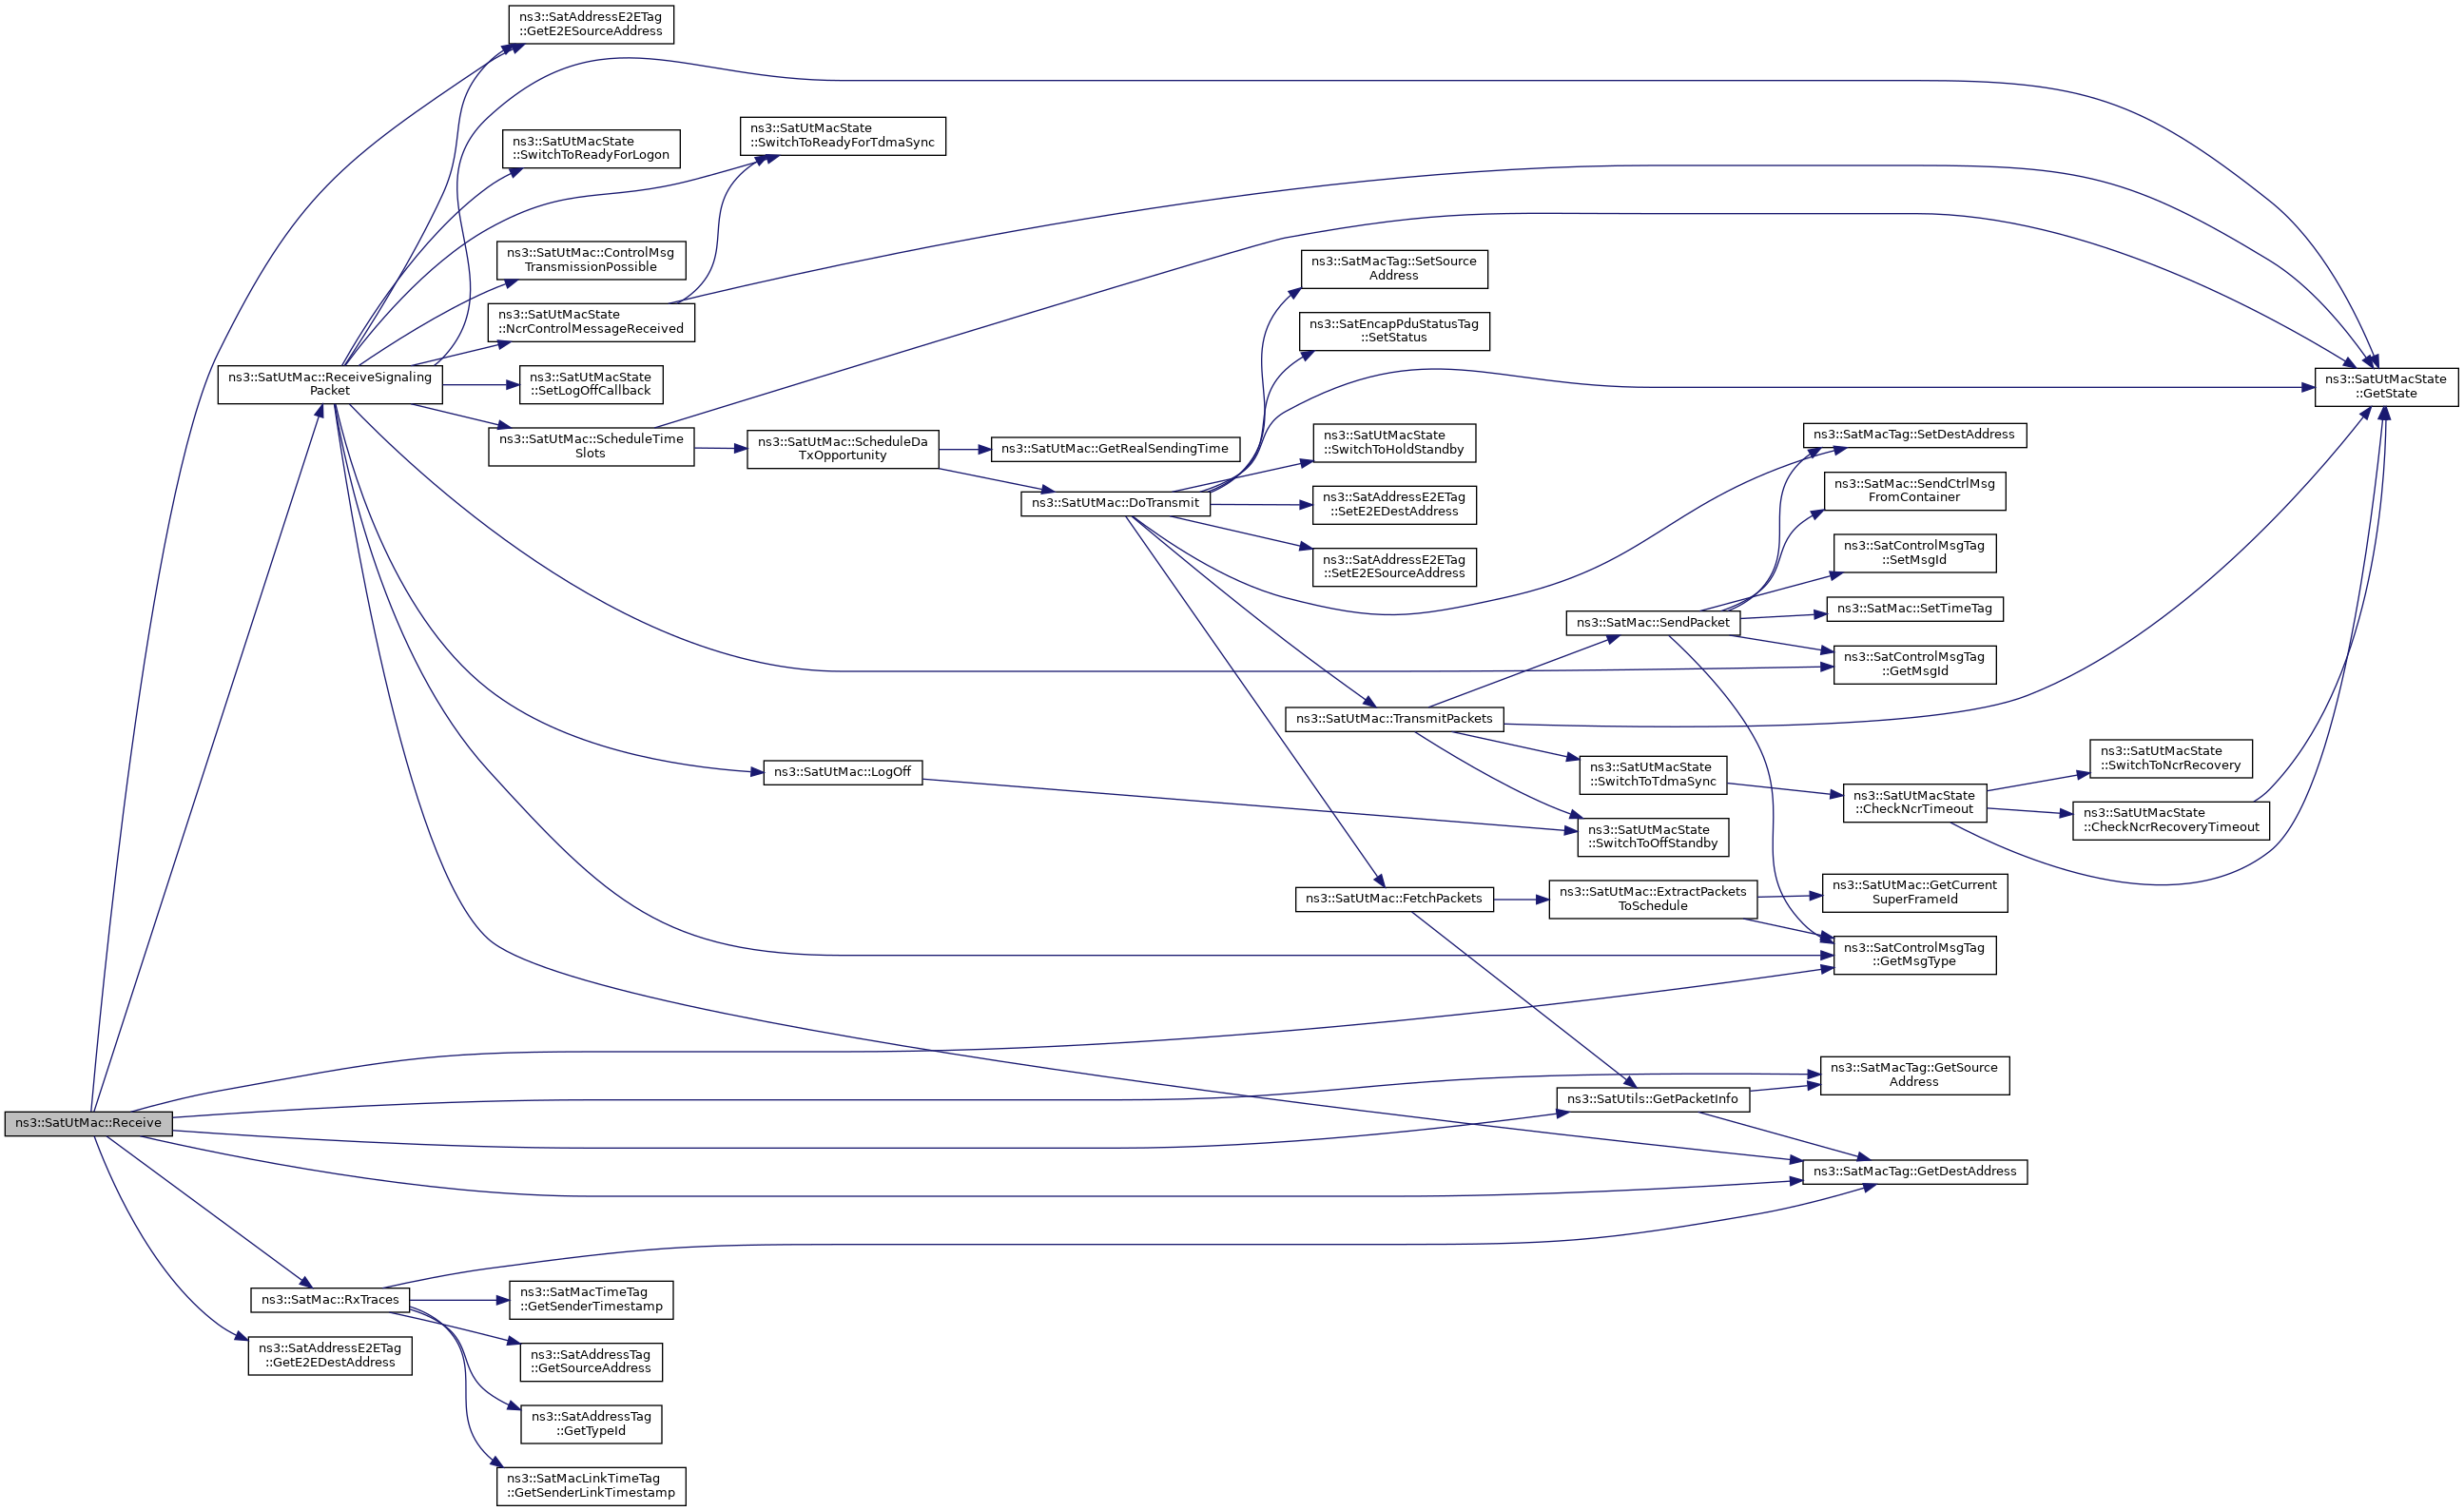 ns3::SatAddressE2ETag
::GetE2ESourceAddress
ns3::SatUtMacState
::SwitchToReadyForTdmaSync
ns3::SatUtMacState
::SwitchToReadyForLogon
ns3::SatUtMac::ControlMsg
TransmissionPossible
ns3::SatMacTag::SetSource
Address
ns3::SatUtMacState
::NcrControlMessageReceived
ns3::SatEncapPduStatusTag
::SetStatus
ns3::SatUtMac::ReceiveSignaling
Packet
ns3::SatUtMacState
::SetLogOffCallback
ns3::SatUtMacState
::GetState
ns3::SatUtMac::ScheduleTime
Slots
ns3::SatUtMac::ScheduleDa
TxOpportunity
ns3::SatUtMac::GetRealSendingTime
ns3::SatUtMacState
::SwitchToHoldStandby
ns3::SatMacTag::SetDestAddress
ns3::SatUtMac::DoTransmit
ns3::SatAddressE2ETag
::SetE2EDestAddress
ns3::SatMac::SendCtrlMsg
FromContainer
ns3::SatAddressE2ETag
::SetE2ESourceAddress
ns3::SatControlMsgTag
::SetMsgId
ns3::SatMac::SendPacket
ns3::SatMac::SetTimeTag
ns3::SatControlMsgTag
::GetMsgId
ns3::SatUtMac::TransmitPackets
ns3::SatUtMac::LogOff
ns3::SatUtMacState
::SwitchToTdmaSync
ns3::SatUtMacState
::CheckNcrTimeout
ns3::SatUtMacState
::SwitchToNcrRecovery
ns3::SatUtMacState
::CheckNcrRecoveryTimeout
ns3::SatUtMacState
::SwitchToOffStandby
ns3::SatUtMac::FetchPackets
ns3::SatUtMac::ExtractPackets
ToSchedule
ns3::SatUtMac::GetCurrent
SuperFrameId
ns3::SatControlMsgTag
::GetMsgType
ns3::SatMacTag::GetSource
Address
ns3::SatUtils::GetPacketInfo
ns3::SatUtMac::Receive
ns3::SatMacTag::GetDestAddress
ns3::SatMac::RxTraces
ns3::SatMacTimeTag
::GetSenderTimestamp
ns3::SatAddressE2ETag
::GetE2EDestAddress
ns3::SatAddressTag
::GetSourceAddress
ns3::SatAddressTag
::GetTypeId
ns3::SatMacLinkTimeTag
::GetSenderLinkTimestamp